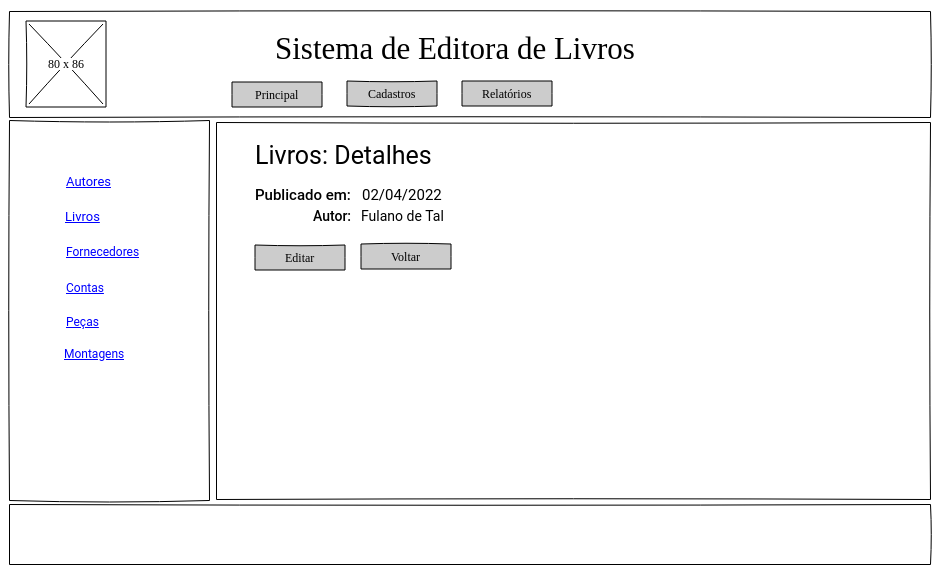 80 x 86
Sistema de Editora de Livros
Principal
Cadastros
Relatórios
Autores
Livros
Fornecedores
Contas
Peças
Montagens
Livros: Detalhes
Publicado em: 02/04/2022
Autor: Fulano de Tal
Editar
Voltar